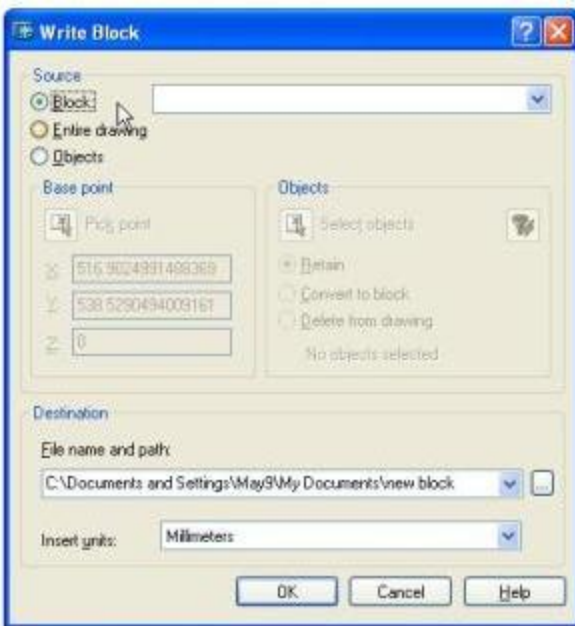 Write Block
Source
Block:
Entire drawing
Objects
Base point
Pick point
X: 516.9024991488369
Y: 538.5290494009161
Z: 0
Objects
Select objects
Retain
Convert to block
Delete from drawing
No objects selected
Destination
File name and path:
C:\Documents and Settings\May9\My Documents\new block
...
Insert units:
Millimeters
OK
Cancel
Help